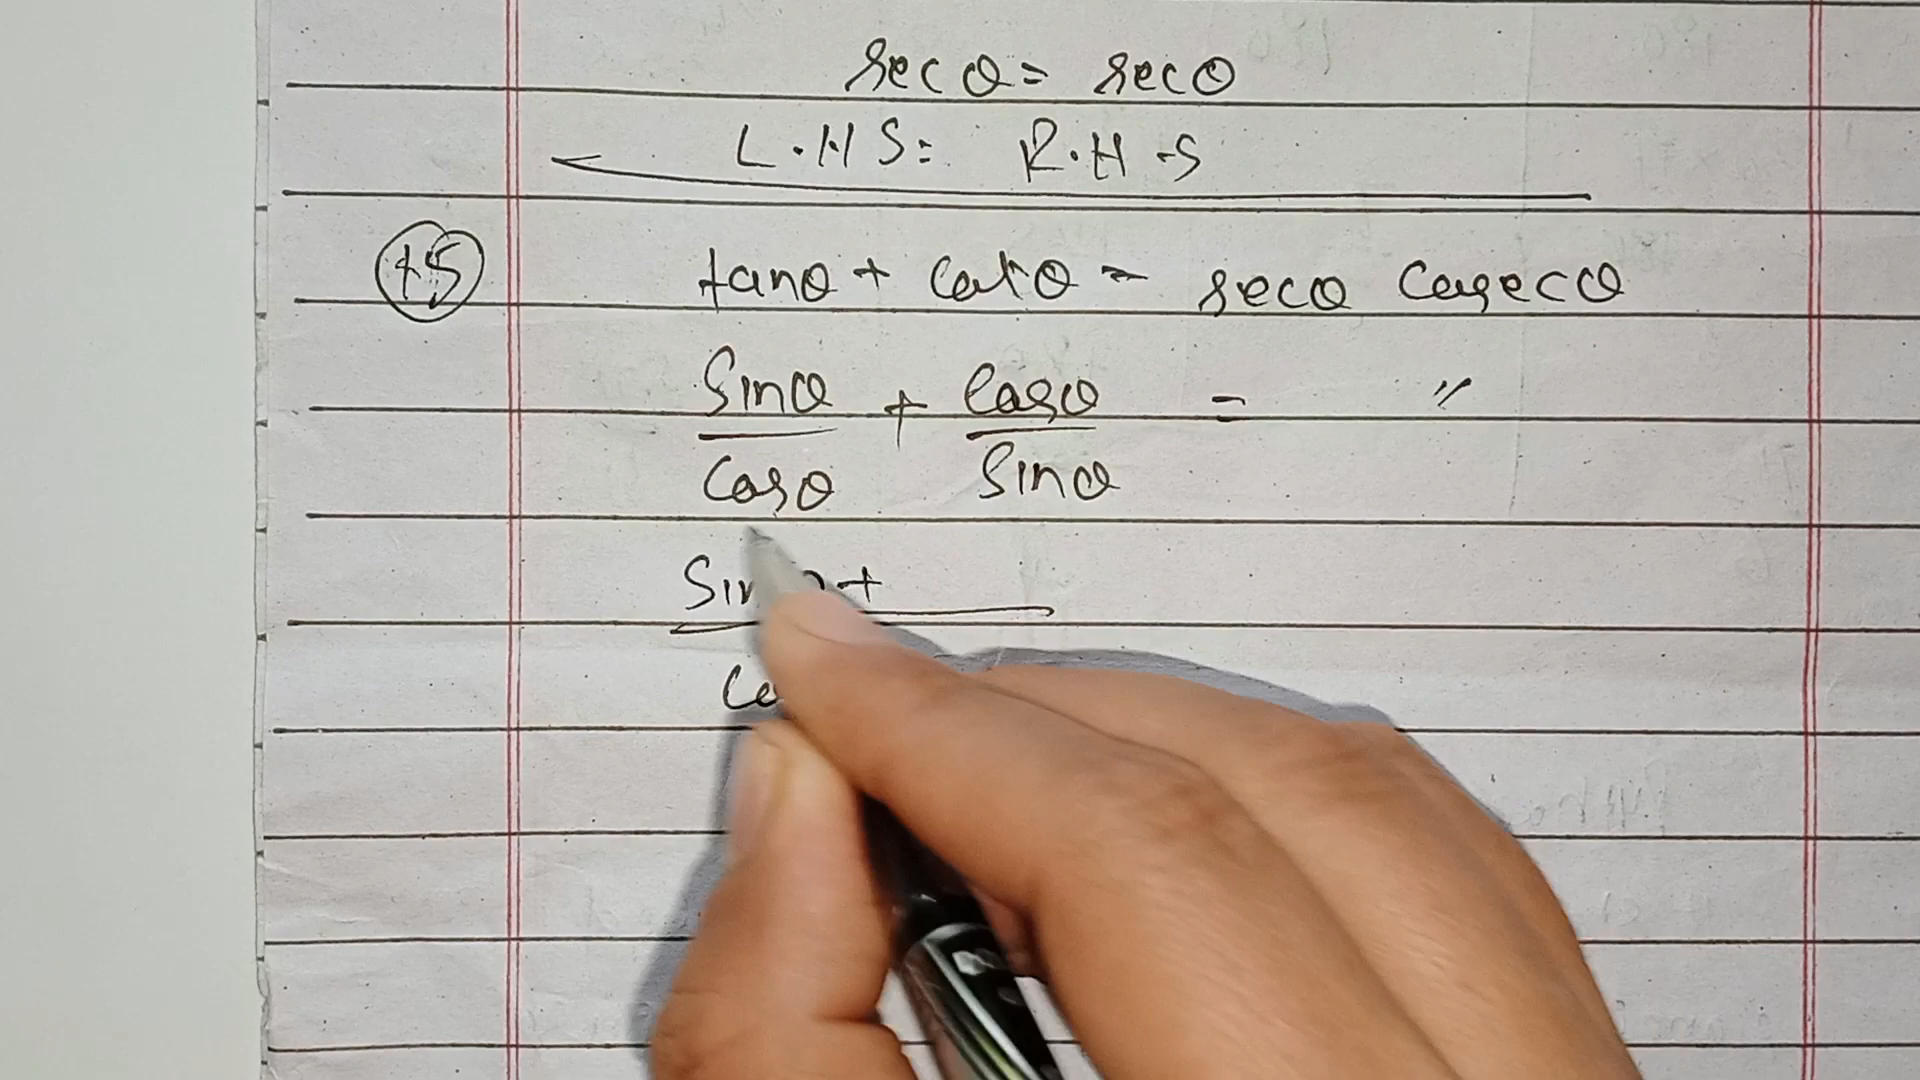 secθ = secθ
L.H.S = R.H.S
15 tanθ + cotθ = secθ cosecθ
sinθ + cosθ = "
cosθ sinθ
+